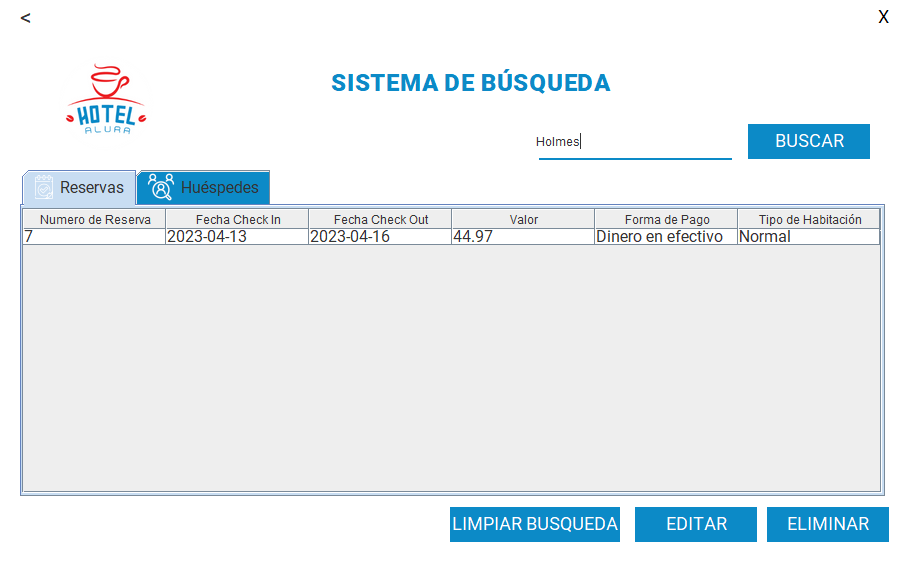 <
X
HOTEL
ALURA
SISTEMA DE BÚSQUEDA
Holmes
BUSCAR
Reservas
Huéspedes
Numero de Reserva Fecha Check In Fecha Check Out Valor Forma de Pago Tipo de Habitación
7 2023-04-13 2023-04-16 44.97 Dinero en efectivo Normal
LIMPIAR BUSQUEDA
EDITAR
ELIMINAR